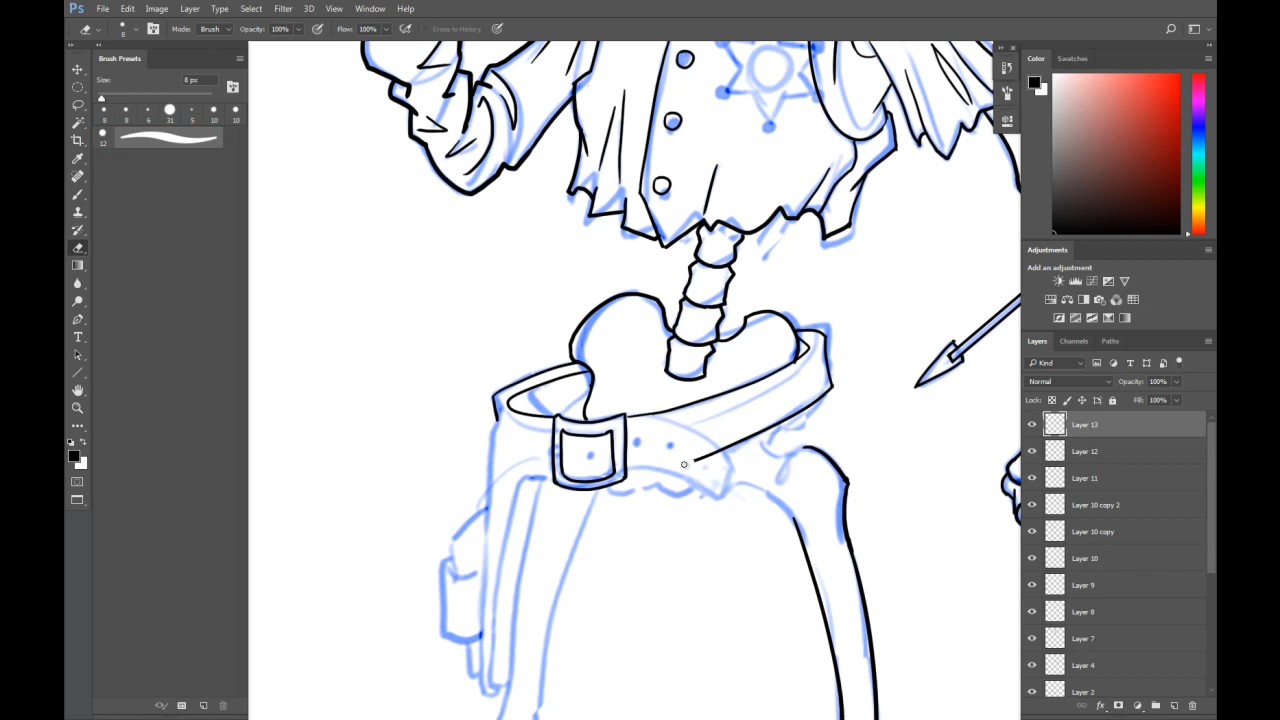 Ps File Edit Image Layer Type Select Filter 3D View Window Help
8 Mode: Brush Opacity: 100% Flow: 100% Erase to History
Brush Presets
Size: 8 px
8 8 6 31 5 10 10
12
Color Swatches
Adjustments
Add an adjustment
Layers Channels Paths
Kind
Normal Opacity: 100%
Lock: Fill: 100%
Layer 13
Layer 12
Layer 11
Layer 10 copy 2
Layer 10 copy
Layer 10
Layer 9
Layer 8
Layer 7
Layer 4
Layer 2
fx